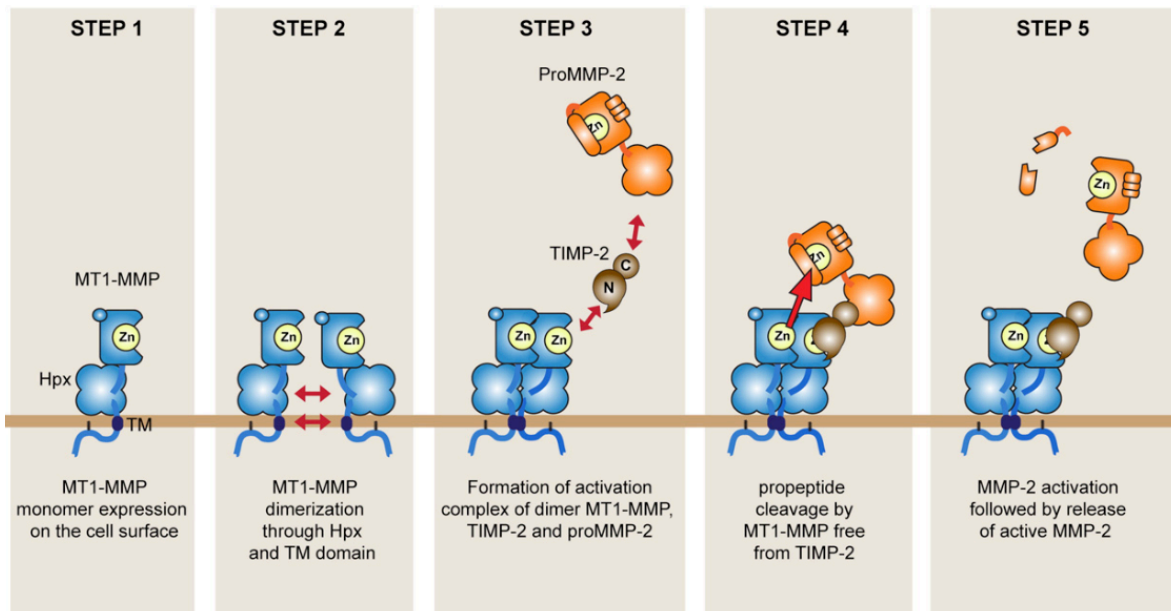 STEP 1
MT1-MMP
Zn
Hpx
TM
MT1-MMP
monomer expression
on the cell surface
STEP 2
Zn
Zn
MT1-MMP
dimerization
through Hpx
and TM domain
STEP 3
ProMMP-2
Zn
TIMP-2
C
N
Zn
Zn
Formation of activation
complex of dimer MT1-MMP,
TIMP-2 and proMMP-2
STEP 4
Zn
Zn
Zn
propeptide
cleavage by
MT1-MMP free
from TIMP-2
STEP 5
Zn
Zn
Zn
MMP-2 activation
followed by release
of active MMP-2